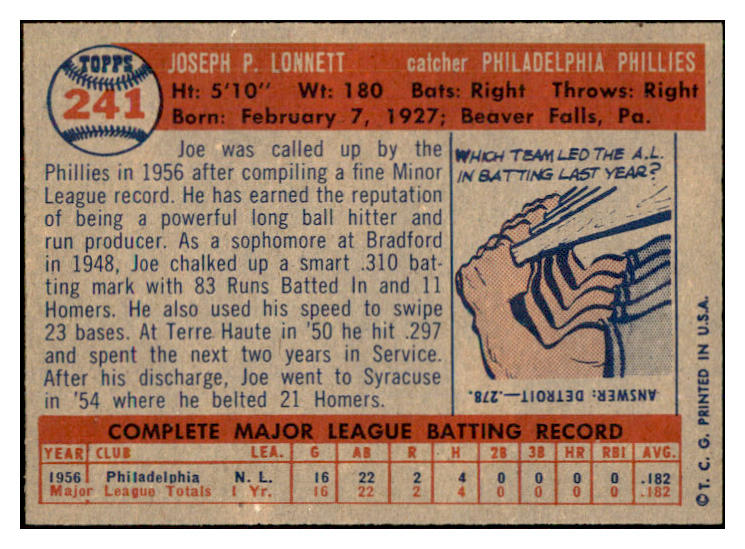 TOPPS
241
JOSEPH P. LONNETT catcher PHILADELPHIA PHILLIES
Ht: 5'10" Wt: 180 Bats: Right Throws: Right
Born: February 7, 1927; Beaver Falls, Pa.
Joe was called up by the
Phillies in 1956 after compiling a fine Minor
League record. He has earned the reputation
of being a powerful long ball hitter and
run producer. As a sophomore at Bradford
in 1948, Joe chalked up a smart .310 bat-
ting mark with 83 Runs Batted In and 11
Homers. He also used his speed to swipe
23 bases. At Terre Haute in '50 he hit .297
and spent the next two years in Service.
After his discharge, Joe went to Syracuse
in '54 where he belted 21 Homers.
WHICH TEAM LED THE A.L.
IN BATTING LAST YEAR?
ANSWER: DETROIT—.278.
COMPLETE MAJOR LEAGUE BATTING RECORD
YEAR CLUB LEA. G AB R H 2B 3B HR RBI AVG.
1956 Philadelphia N. L. 16 22 2 4 0 0 0 0 .182
Major League Totals 1 Yr. 16 22 2 4 0 0 0 0 .182
© T. C. G. PRINTED IN U.S.A.